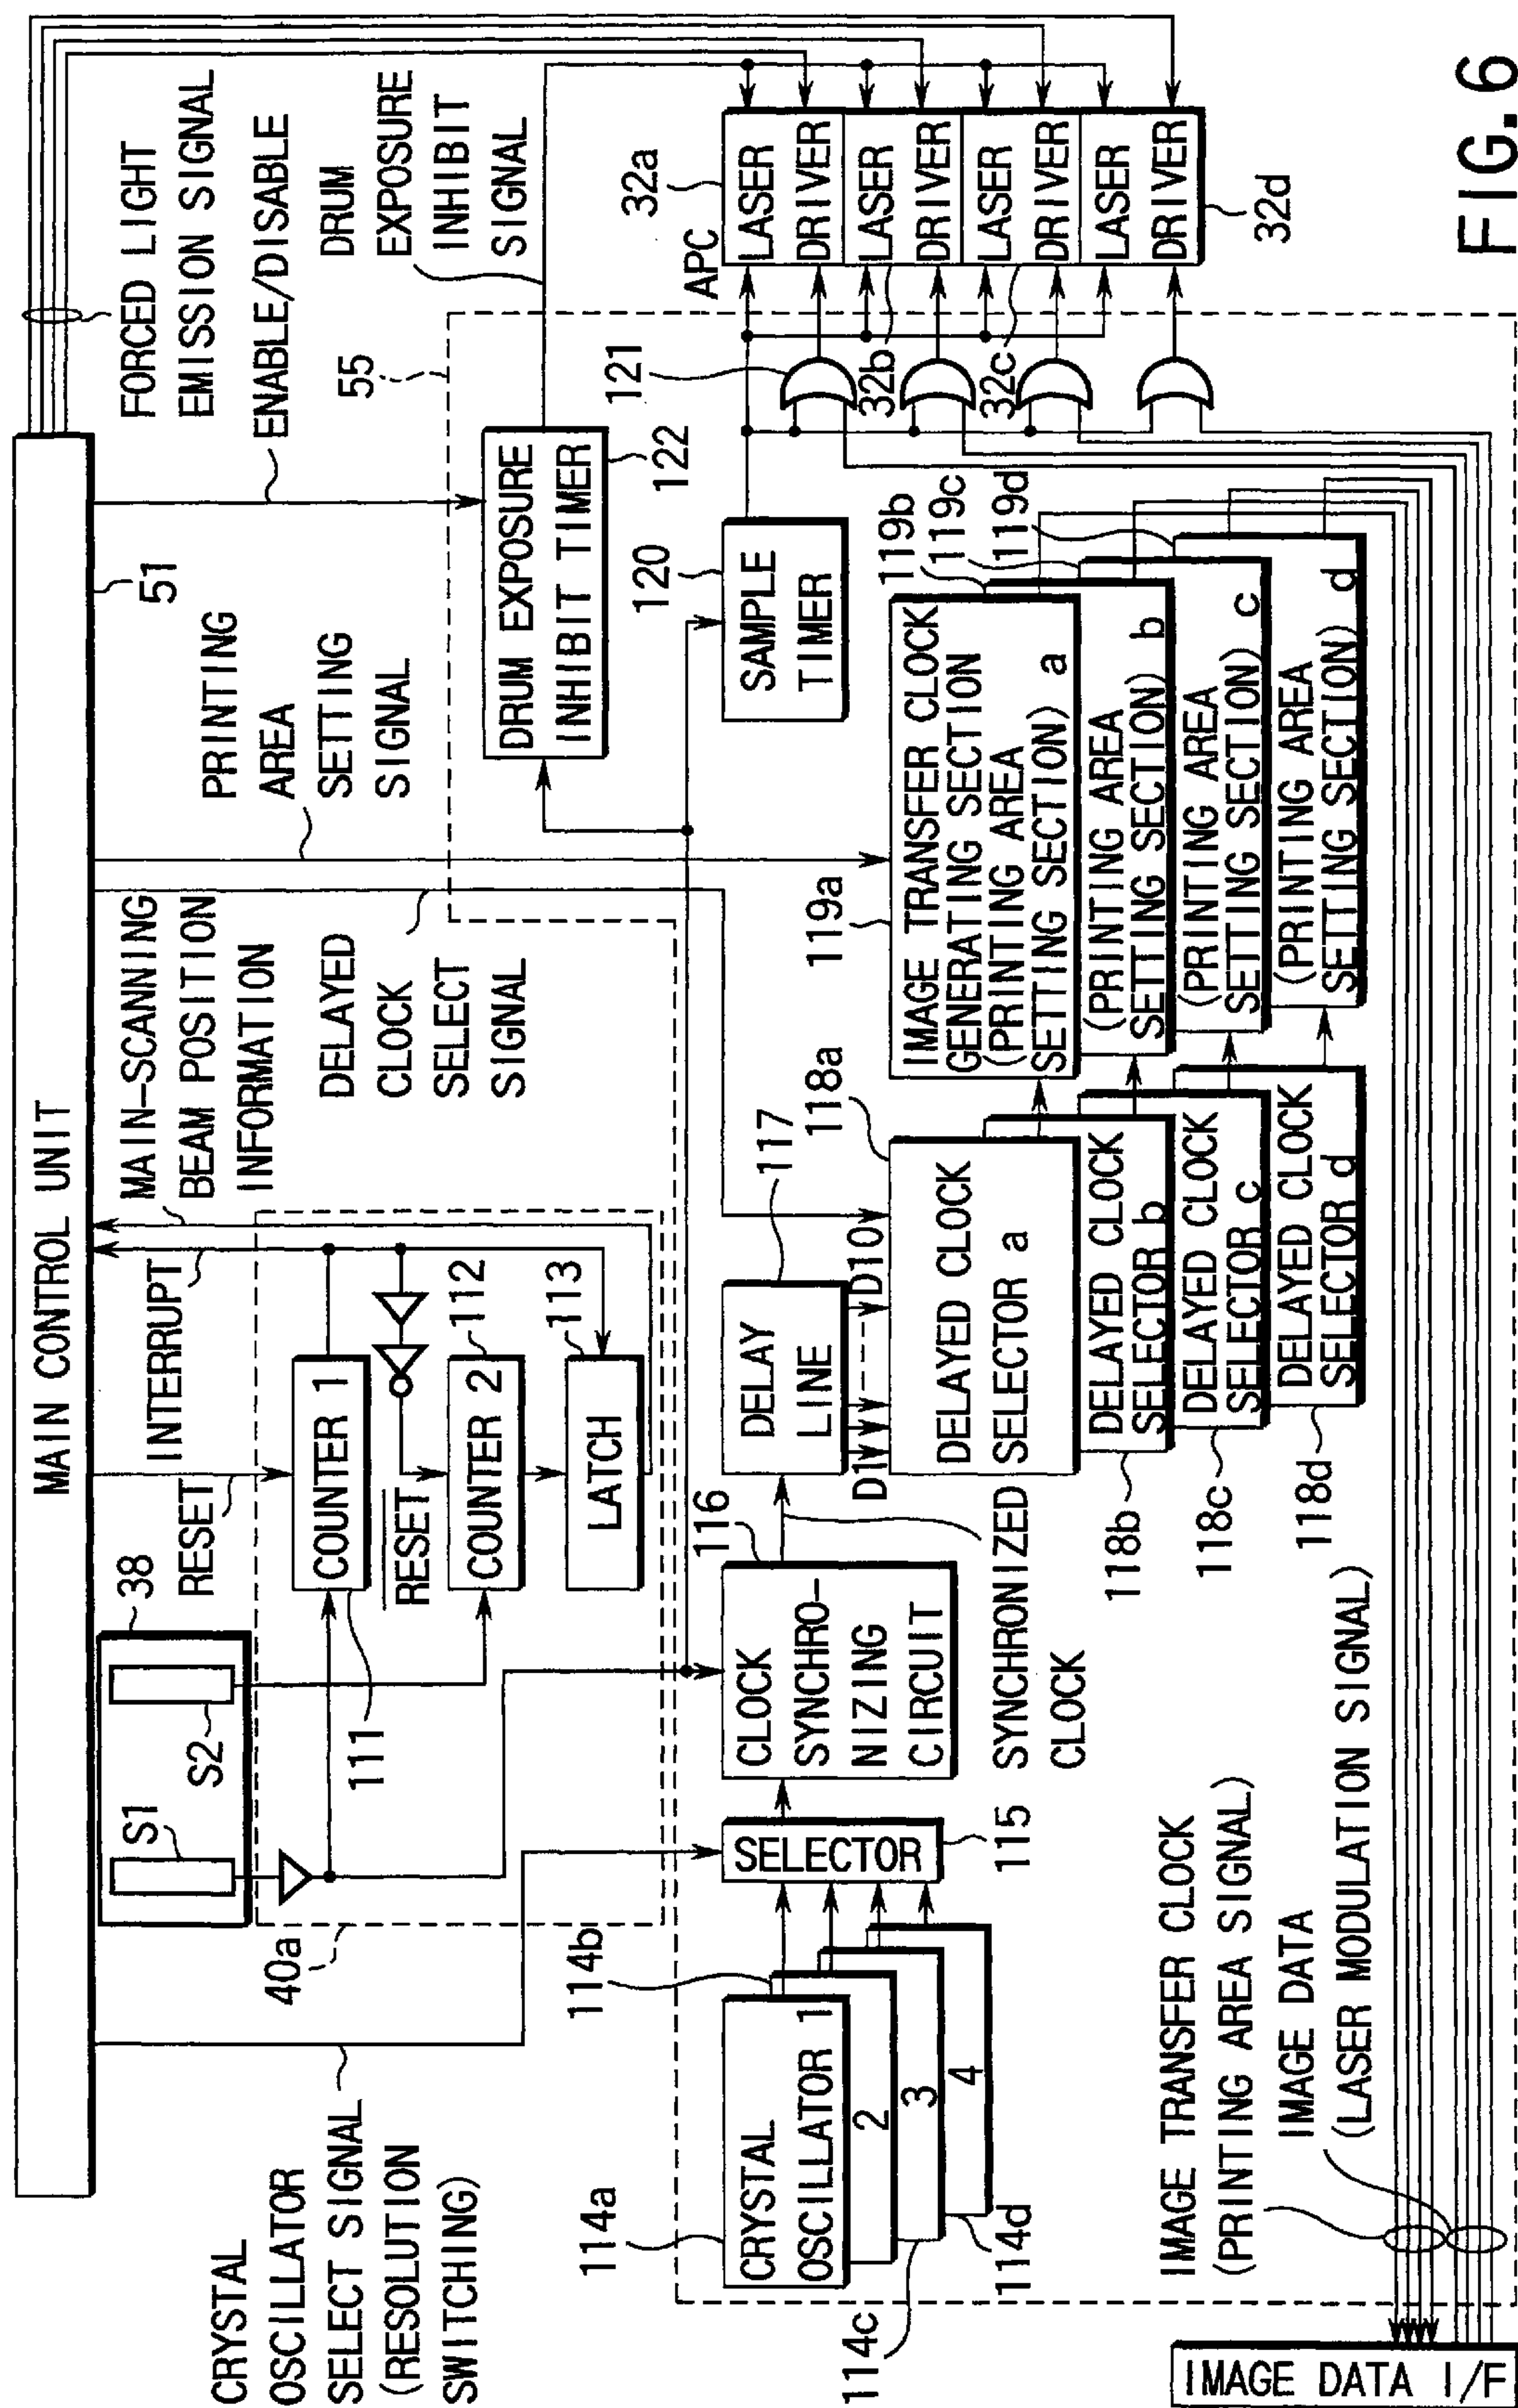 MAIN CONTROL UNIT
51
CRYSTAL
OSCILLATOR
SELECT SIGNAL
(RESOLUTION
SWITCHING)
38
S1
S2
RESET
INTERRUPT
MAIN-SCANNING
BEAM POSITION
INFORMATION
DELAYED
CLOCK
SELECT
SIGNAL
PRINTING
AREA
SETTING
SIGNAL
FORCED LIGHT
EMISSION SIGNAL
ENABLE/DISABLE
DRUM
EXPOSURE
INHIBIT
SIGNAL
40a
COUNTER 1
111
RESET
COUNTER 2
112
LATCH
113
55
DRUM EXPOSURE
INHIBIT TIMER
122
114a
CRYSTAL
OSCILLATOR 1
114b
2
114c
3
114d
4
SELECTOR
115
CLOCK
SYNCHRO-
NIZING
CIRCUIT
116
SYNCHRONIZED
CLOCK
DELAY
LINE
117
D1
D10
118a
DELAYED CLOCK
SELECTOR a
118b
DELAYED CLOCK
SELECTOR b
118c
DELAYED CLOCK
SELECTOR c
118d
DELAYED CLOCK
SELECTOR d
119a
IMAGE TRANSFER CLOCK
GENERATING SECTION
(PRINTING AREA
SETTING SECTION) a
119b
(PRINTING AREA
SETTING SECTION) b
119c
(PRINTING AREA
SETTING SECTION) c
119d
(PRINTING AREA
SETTING SECTION) d
SAMPLE
TIMER
120
121
APC
32a
LASER
DRIVER
32b
LASER
DRIVER
32c
LASER
DRIVER
32d
LASER
DRIVER
IMAGE TRANSFER CLOCK
(PRINTING AREA SIGNAL)
IMAGE DATA
(LASER MODULATION SIGNAL)
IMAGE DATA I/F
FIG. 6